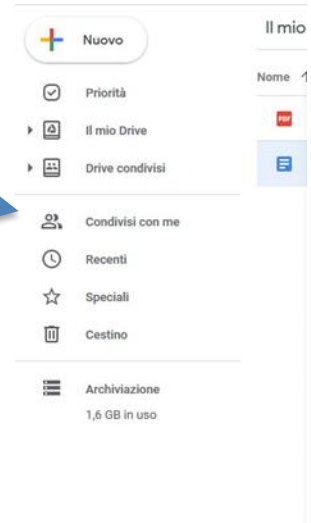 Nuovo
Il mio
Nome
Priorità
PDF
Il mio Drive
Drive condivisi
Condivisi con me
Recenti
Speciali
Cestino
Archiviazione
1,6 GB in uso